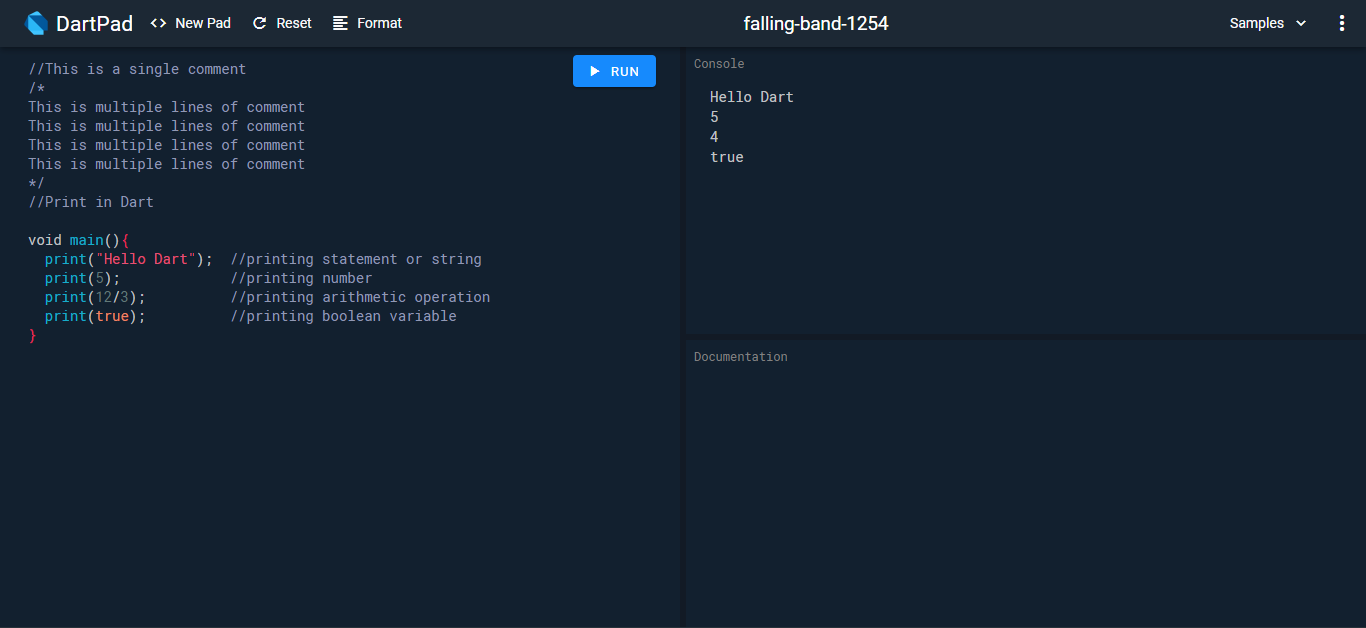 DartPad <> New Pad Reset Format falling-band-1254 Samples
//This is a single comment
/*
This is multiple lines of comment
This is multiple lines of comment
This is multiple lines of comment
This is multiple lines of comment
*/
//Print in Dart
void main(){
print("Hello Dart"); //printing statement or string
print(5); //printing number
print(12/3); //printing arithmetic operation
print(true); //printing boolean variable
}
RUN
Console
Hello Dart
5
4
true
Documentation